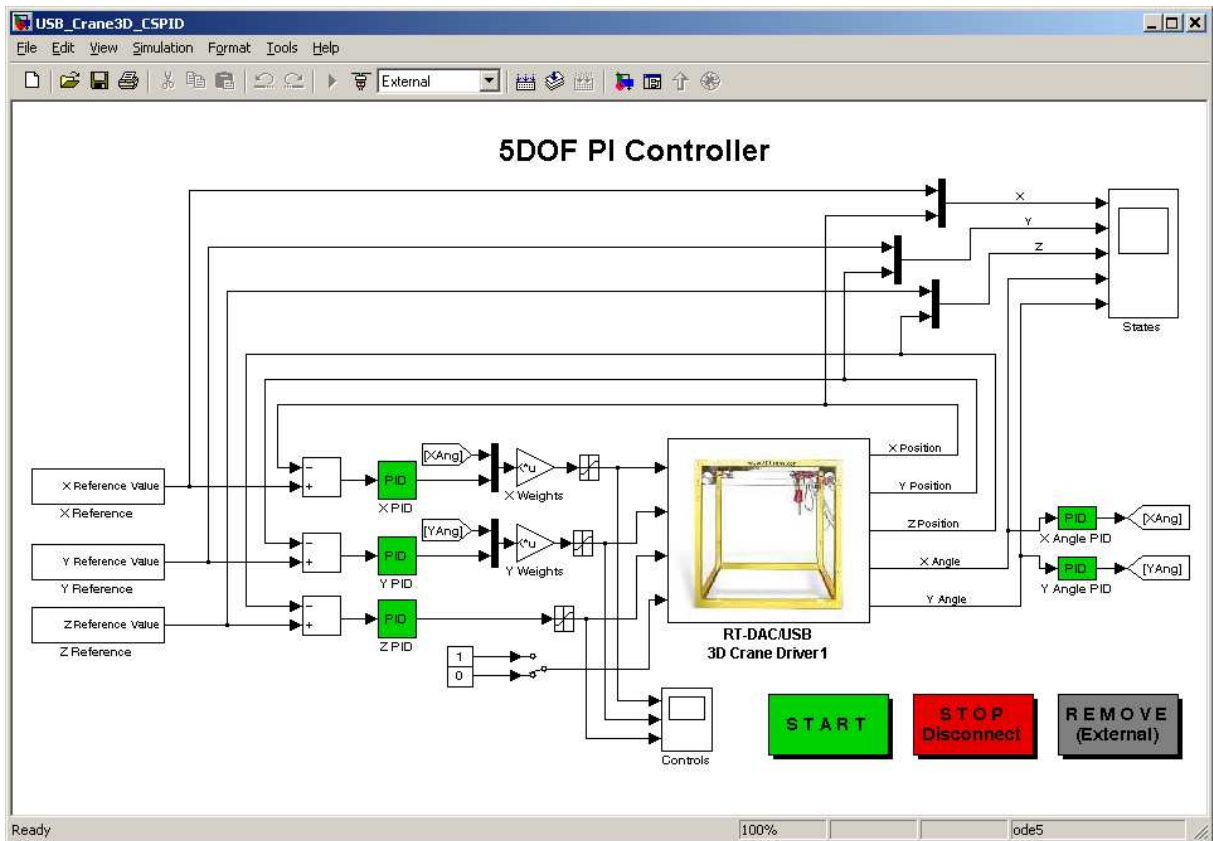 USB_Crane3D_CSPID
File Edit View Simulation Format Tools Help
External
5DOF PI Controller
X
Y
Z
States
X Reference Value
X Reference
Y Reference Value
Y Reference
Z Reference Value
Z Reference
−
+
−
+
−
+
PID
X PID
PID
Y PID
PID
Z PID
[XAng]
[YAng]
<*u
X Weights
<*u
Y Weights
1
0
RT-DAC/USB
3D Crane Driver1
X Position
Y Position
Z Position
X Angle
Y Angle
PID
X Angle PID
[XAng]
PID
Y Angle PID
[YAng]
Controls
START
STOP
Disconnect
REMOVE
(External)
Ready
100%
ode5